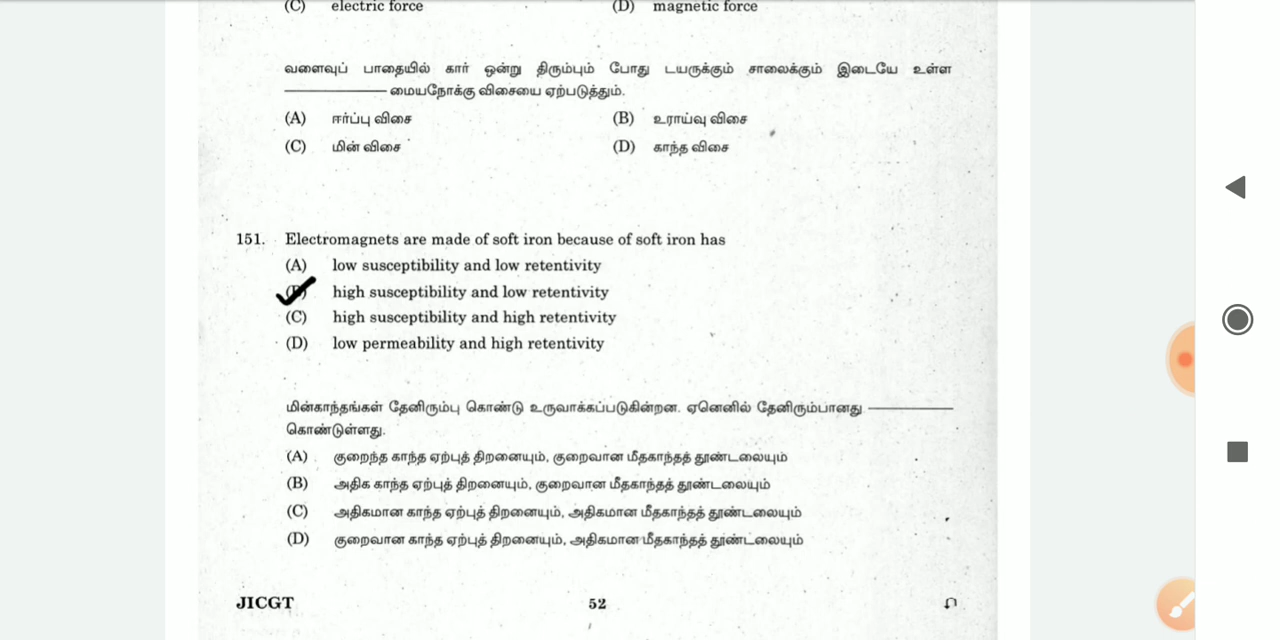 (C) electric force (D) magnetic force
வளைவுப் பாதையில் கார் ஒன்று திரும்பும் போது டயருக்கும் சாலைக்கும் இடையே உள்ள
மையநோக்கு விசையை ஏற்படுத்தும்.
(A) ஈர்ப்பு விசை (B) உராய்வு விசை
(C) மின் விசை (D) காந்த விசை
151. Electromagnets are made of soft iron because of soft iron has
(A) low susceptibility and low retentivity
(B) high susceptibility and low retentivity
(C) high susceptibility and high retentivity
(D) low permeability and high retentivity
மின்காந்தங்கள் தேனிரும்பு கொண்டு உருவாக்கப்படுகின்றன. ஏனெனில் தேனிரும்பானது
கொண்டுள்ளது.
(A) குறைந்த காந்த ஏற்புத் திறனையும், குறைவான மீதகாந்தத் தூண்டலையும்
(B) அதிக காந்த ஏற்புத் திறனையும், குறைவான மீதகாந்தத் தூண்டலையும்
(C) அதிகமான காந்த ஏற்புத் திறனையும், அதிகமான மீதகாந்தத் தூண்டலையும்
(D) குறைவான காந்த ஏற்புத் திறனையும், அதிகமான மீதகாந்தத் தூண்டலையும்
JICGT 52